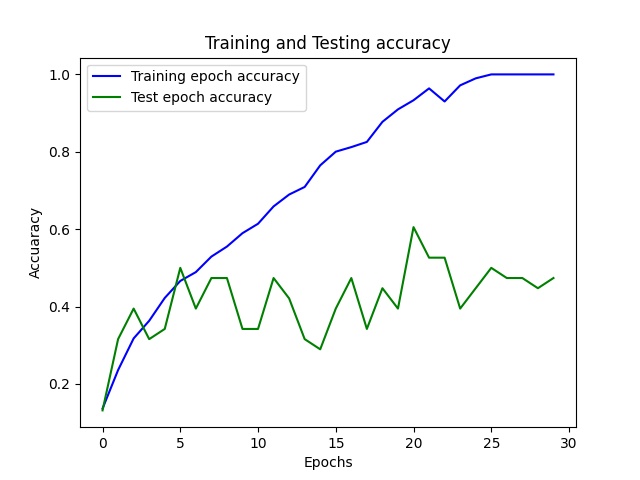 Training and Testing accuracy
Training epoch accuracy
Test epoch accuracy
1.0
0.8
0.6
0.4
0.2
Accuaracy
0 5 10 15 20 25 30
Epochs